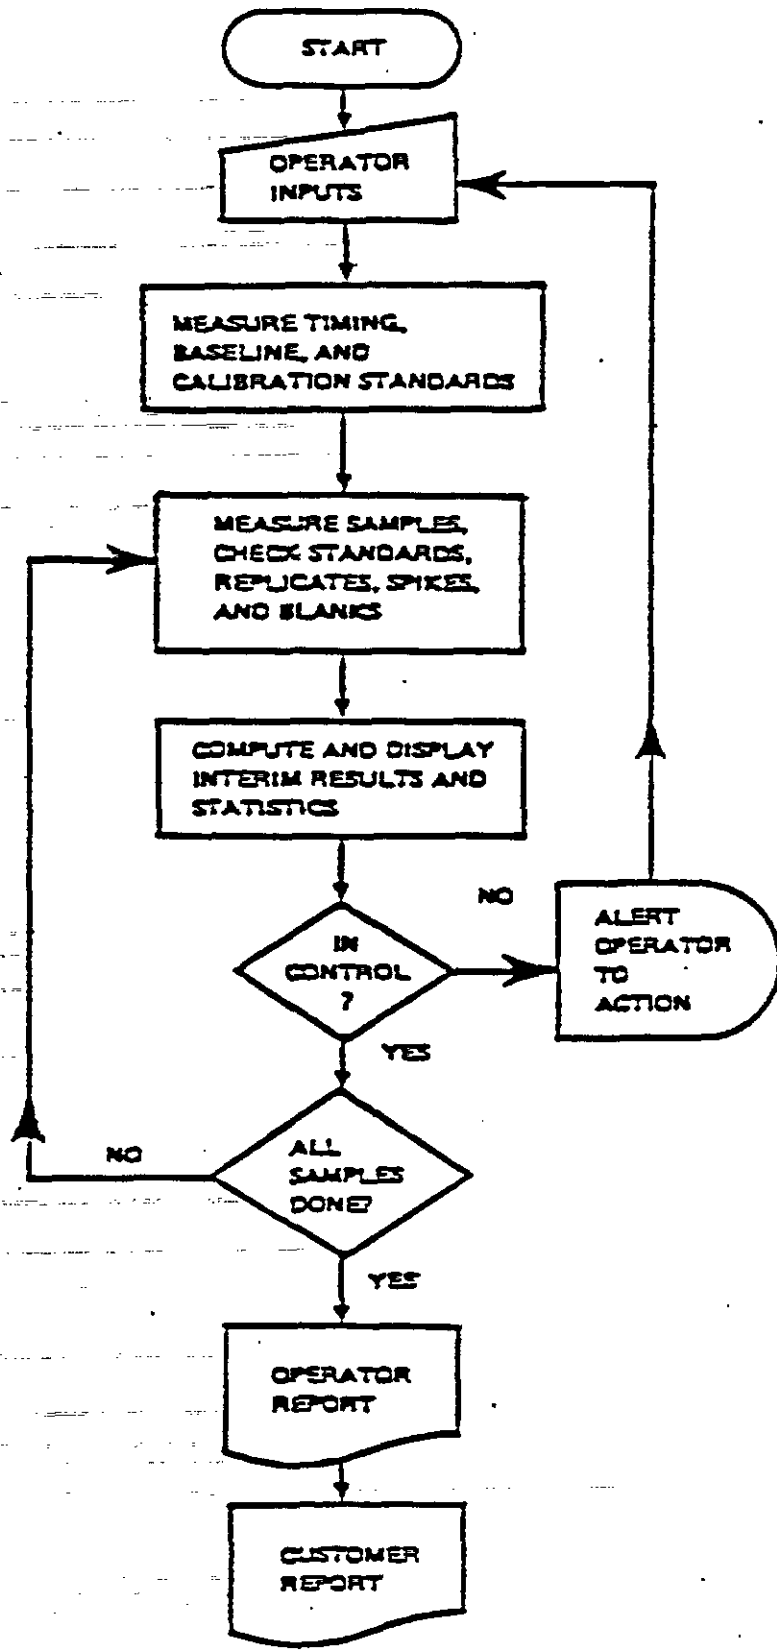 START
OPERATOR
INPUTS
MEASURE TIMING,
BASELINE, AND
CALIBRATION STANDARDS
MEASURE SAMPLES,
CHECK STANDARDS,
REPLICATES, SPIKES,
AND BLANKS
COMPUTE AND DISPLAY
INTERIM RESULTS AND
STATISTICS
NO
IN
CONTROL
?
ALERT
OPERATOR
TO
ACTION
YES
NO
ALL
SAMPLES
DONE?
YES
OPERATOR
REPORT
CUSTOMER
REPORT